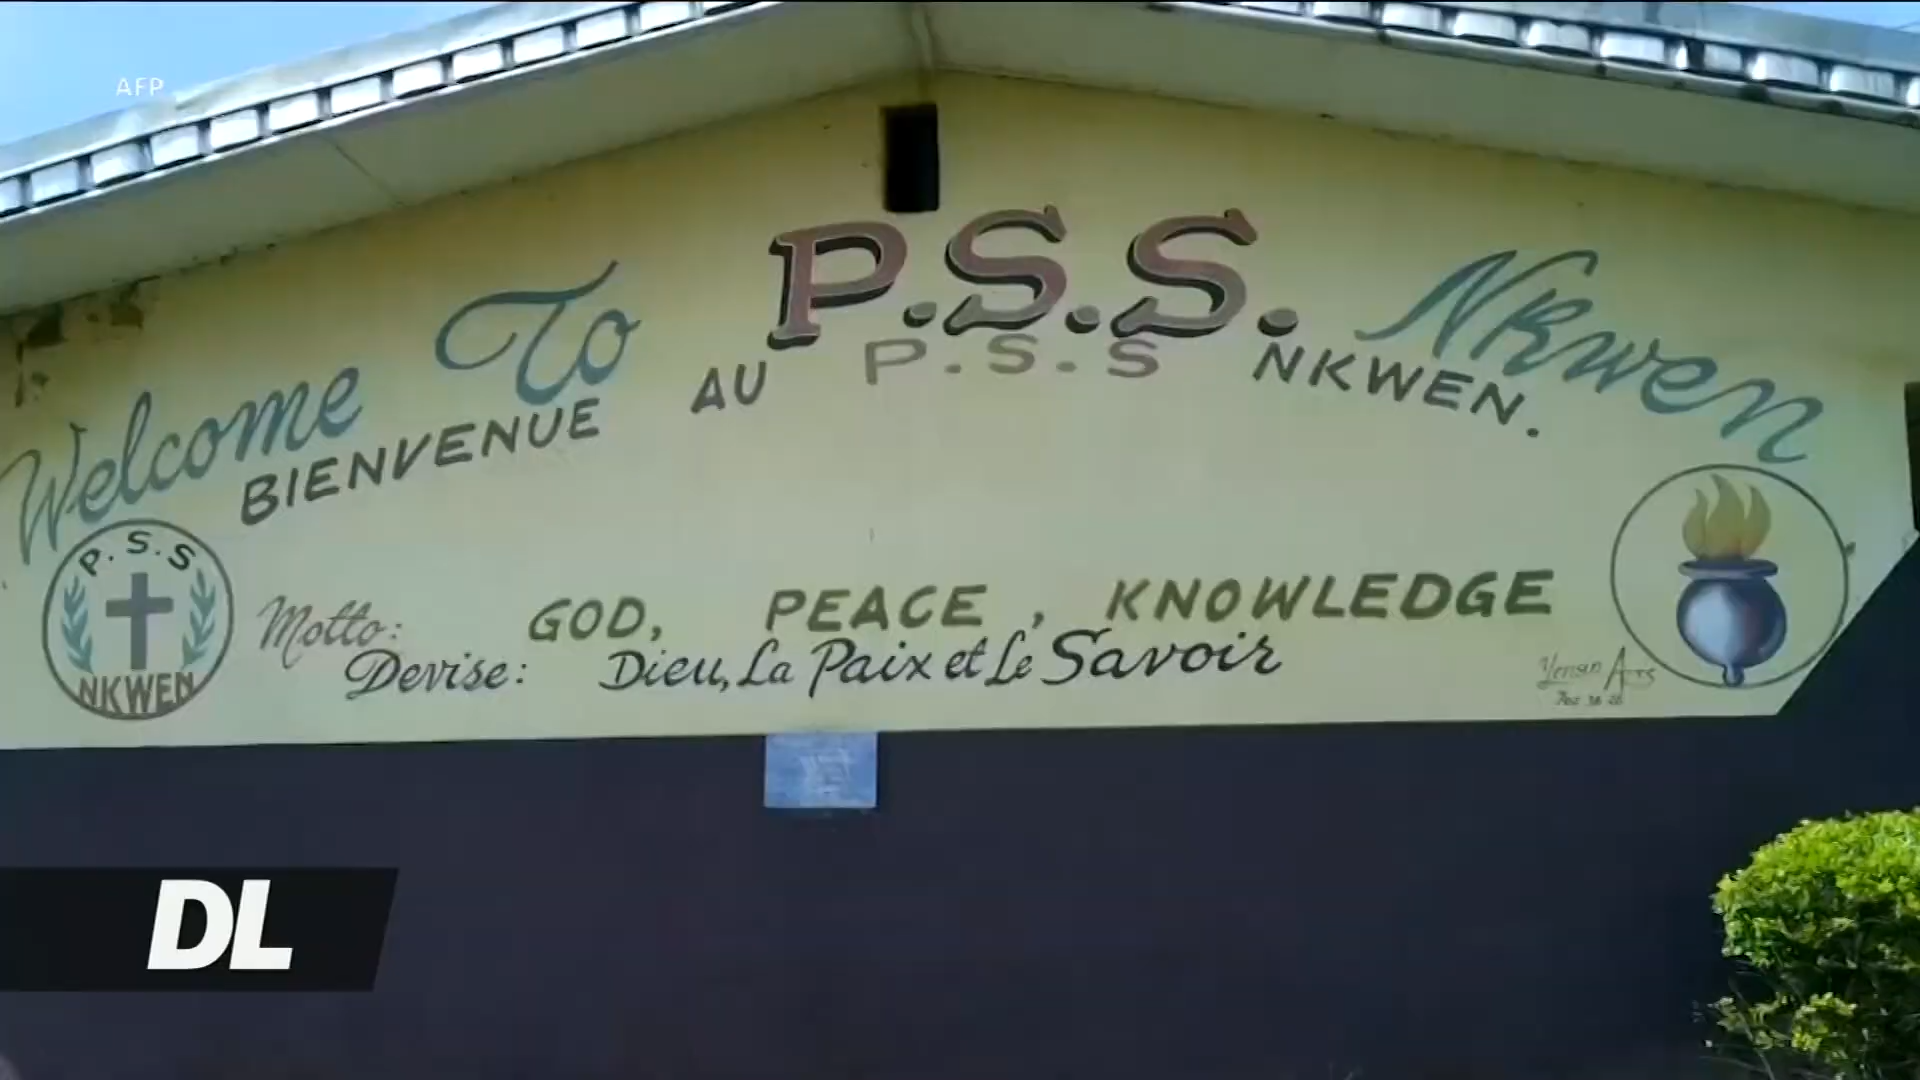 AFP
Welcome To P.S.S. Nkwen
BIENVENUE AU P.S.S NKWEN.
P.S.S
NKWEN
Motto: GOD, PEACE, KNOWLEDGE
Devise: Dieu, La Paix et Le Savoir
Arts
DL